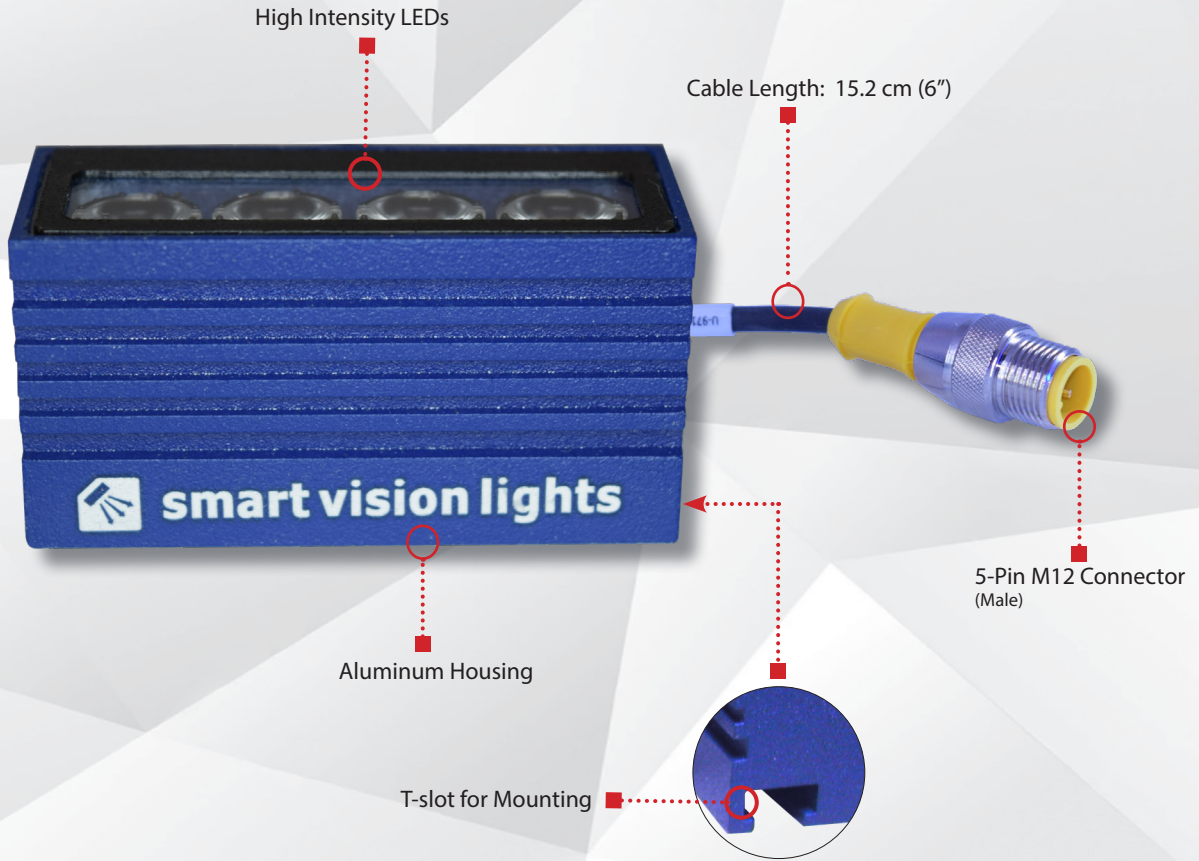 High Intensity LEDs
Cable Length: 15.2 cm (6”)
smart vision lights
5-Pin M12 Connector
(Male)
Aluminum Housing
T-slot for Mounting